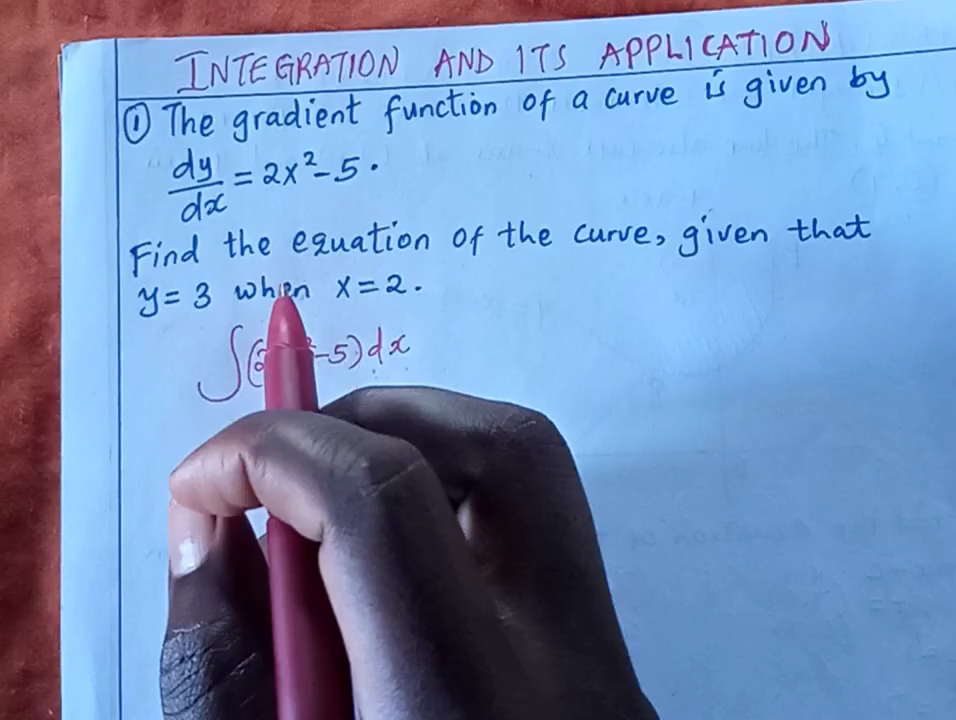 INTEGRATION AND ITS APPLICATION
① The gradient function of a curve is given by
dy/dx = 2x² - 5.
Find the equation of the curve, given that
y = 3 when x = 2.
∫(2 -5)dx